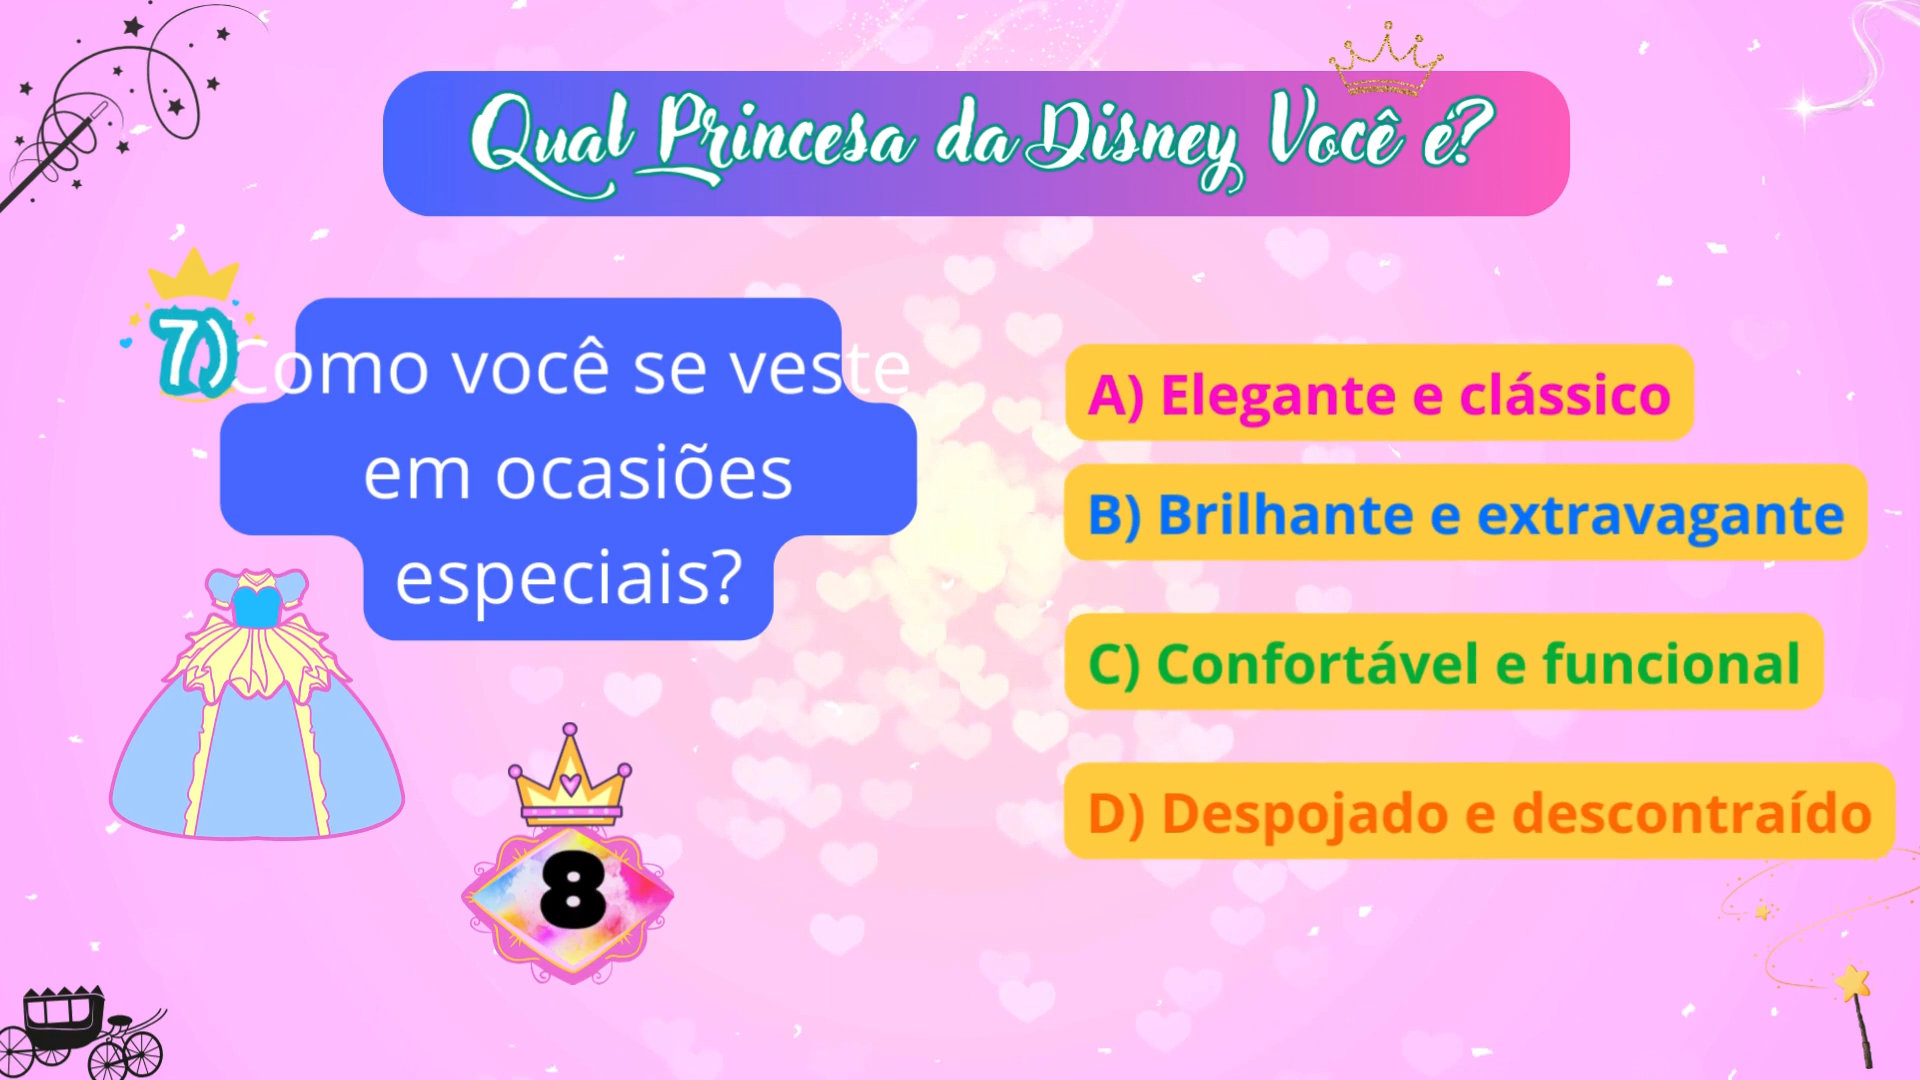 Qual Princesa da Disney Você é?
7)
Como você se veste
em ocasiões
especiais?
A) Elegante e clássico
B) Brilhante e extravagante
C) Confortável e funcional
D) Despojado e descontraído
8